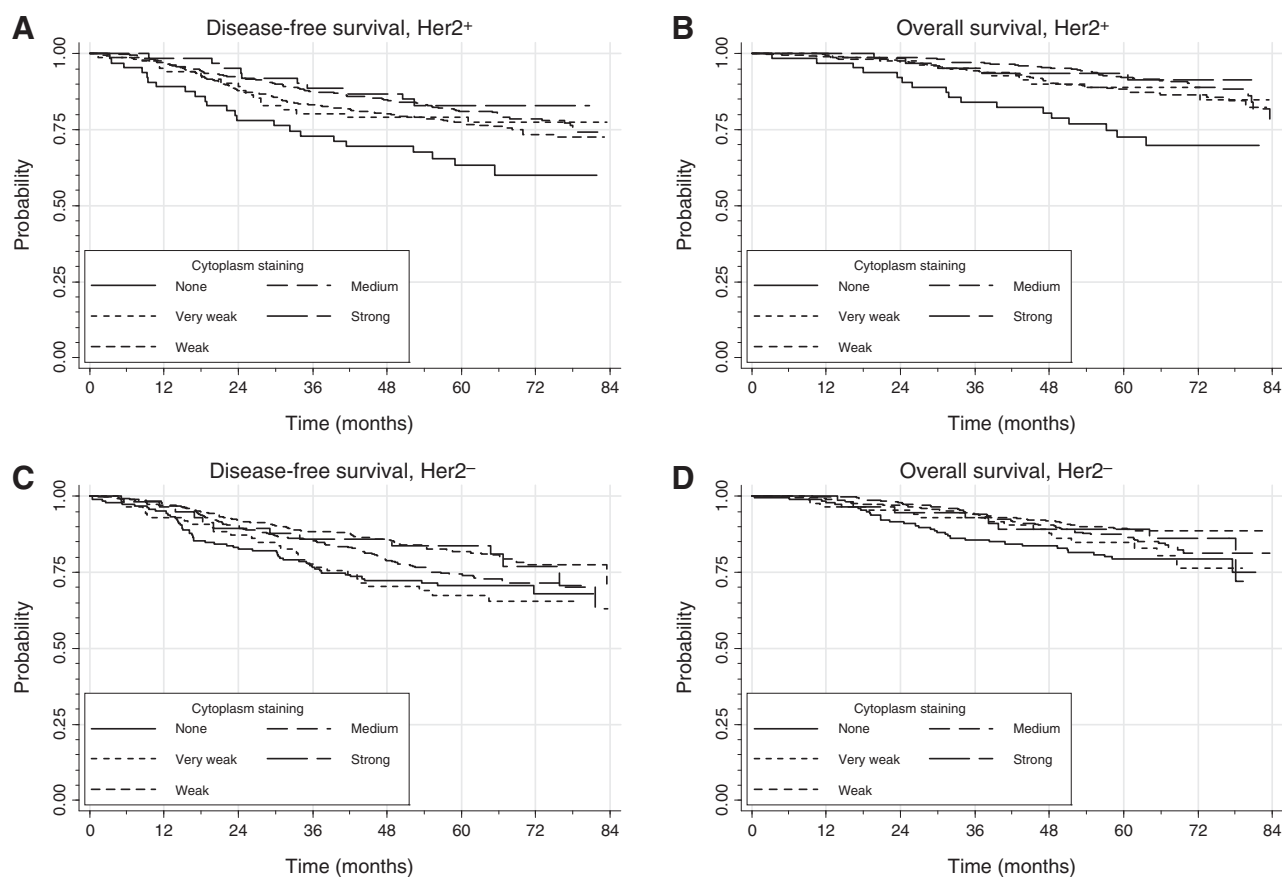 A
Disease-free survival, Her2+
Probability
1.00
0.75
0.50
0.25
0.00
Cytoplasm staining
None
Medium
Very weak
Strong
Weak
0 12 24 36 48 60 72 84
Time (months)
B
Overall survival, Her2+
Probability
1.00
0.75
0.50
0.25
0.00
Cytoplasm staining
None
Medium
Very weak
Strong
Weak
0 12 24 36 48 60 72 84
Time (months)
C
Disease-free survival, Her2–
Probability
1.00
0.75
0.50
0.25
0.00
Cytoplasm staining
None
Medium
Very weak
Strong
Weak
0 12 24 36 48 60 72 84
Time (months)
D
Overall survival, Her2–
Probability
1.00
0.75
0.50
0.25
0.00
Cytoplasm staining
None
Medium
Very weak
Strong
Weak
0 12 24 36 48 60 72 84
Time (months)